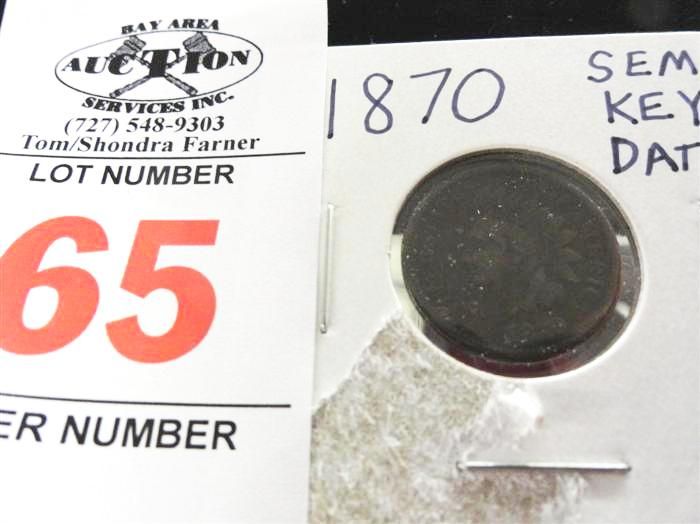 BAY AREA
AUCTION
SERVICES INC.
(727) 548-9303
Tom/Shondra Farner
LOT NUMBER
65
ER NUMBER
1870
SEM
KEY
DAT